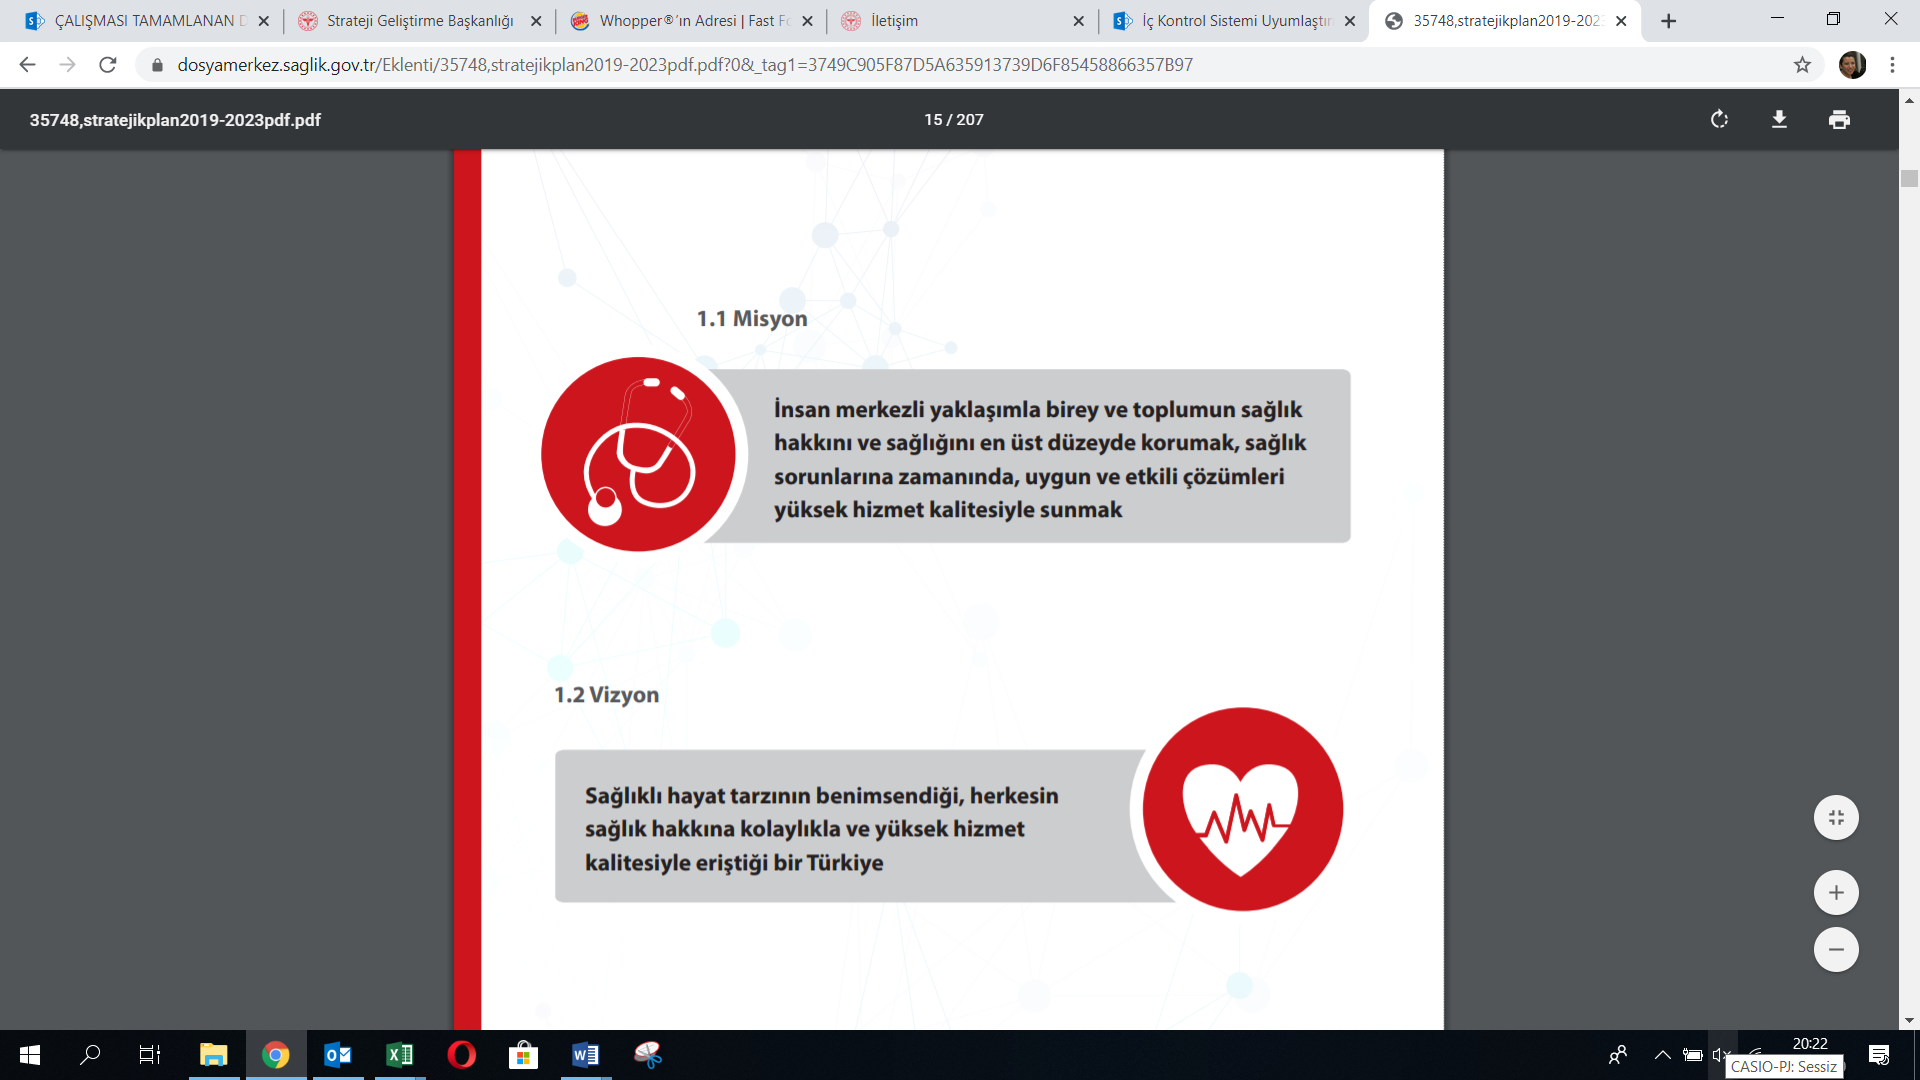 ÇALIŞMASI TAMAMLANAN D
Strateji Geliştirme Başkanlığı
Whopper®'ın Adresi | Fast Fo
İletişim
İç Kontrol Sistemi Uyumlaştır
35748,stratejikplan2019-2023
dosyamerkez.saglik.gov.tr/Eklenti/35748,stratejikplan2019-2023pdf.pdf?0&_tag1=3749C905F87D5A635913739D6F85458866357B97
35748,stratejikplan2019-2023pdf.pdf
15 / 207
1.1 Misyon
İnsan merkezli yaklaşımla birey ve toplumun sağlık
hakkını ve sağlığını en üst düzeyde korumak, sağlık
sorunlarına zamanında, uygun ve etkili çözümleri
yüksek hizmet kalitesiyle sunmak
1.2 Vizyon
Sağlıklı hayat tarzının benimsendiği, herkesin
sağlık hakkına kolaylıkla ve yüksek hizmet
kalitesiyle eriştiği bir Türkiye
20:22
CASIO-PJ: Sessiz